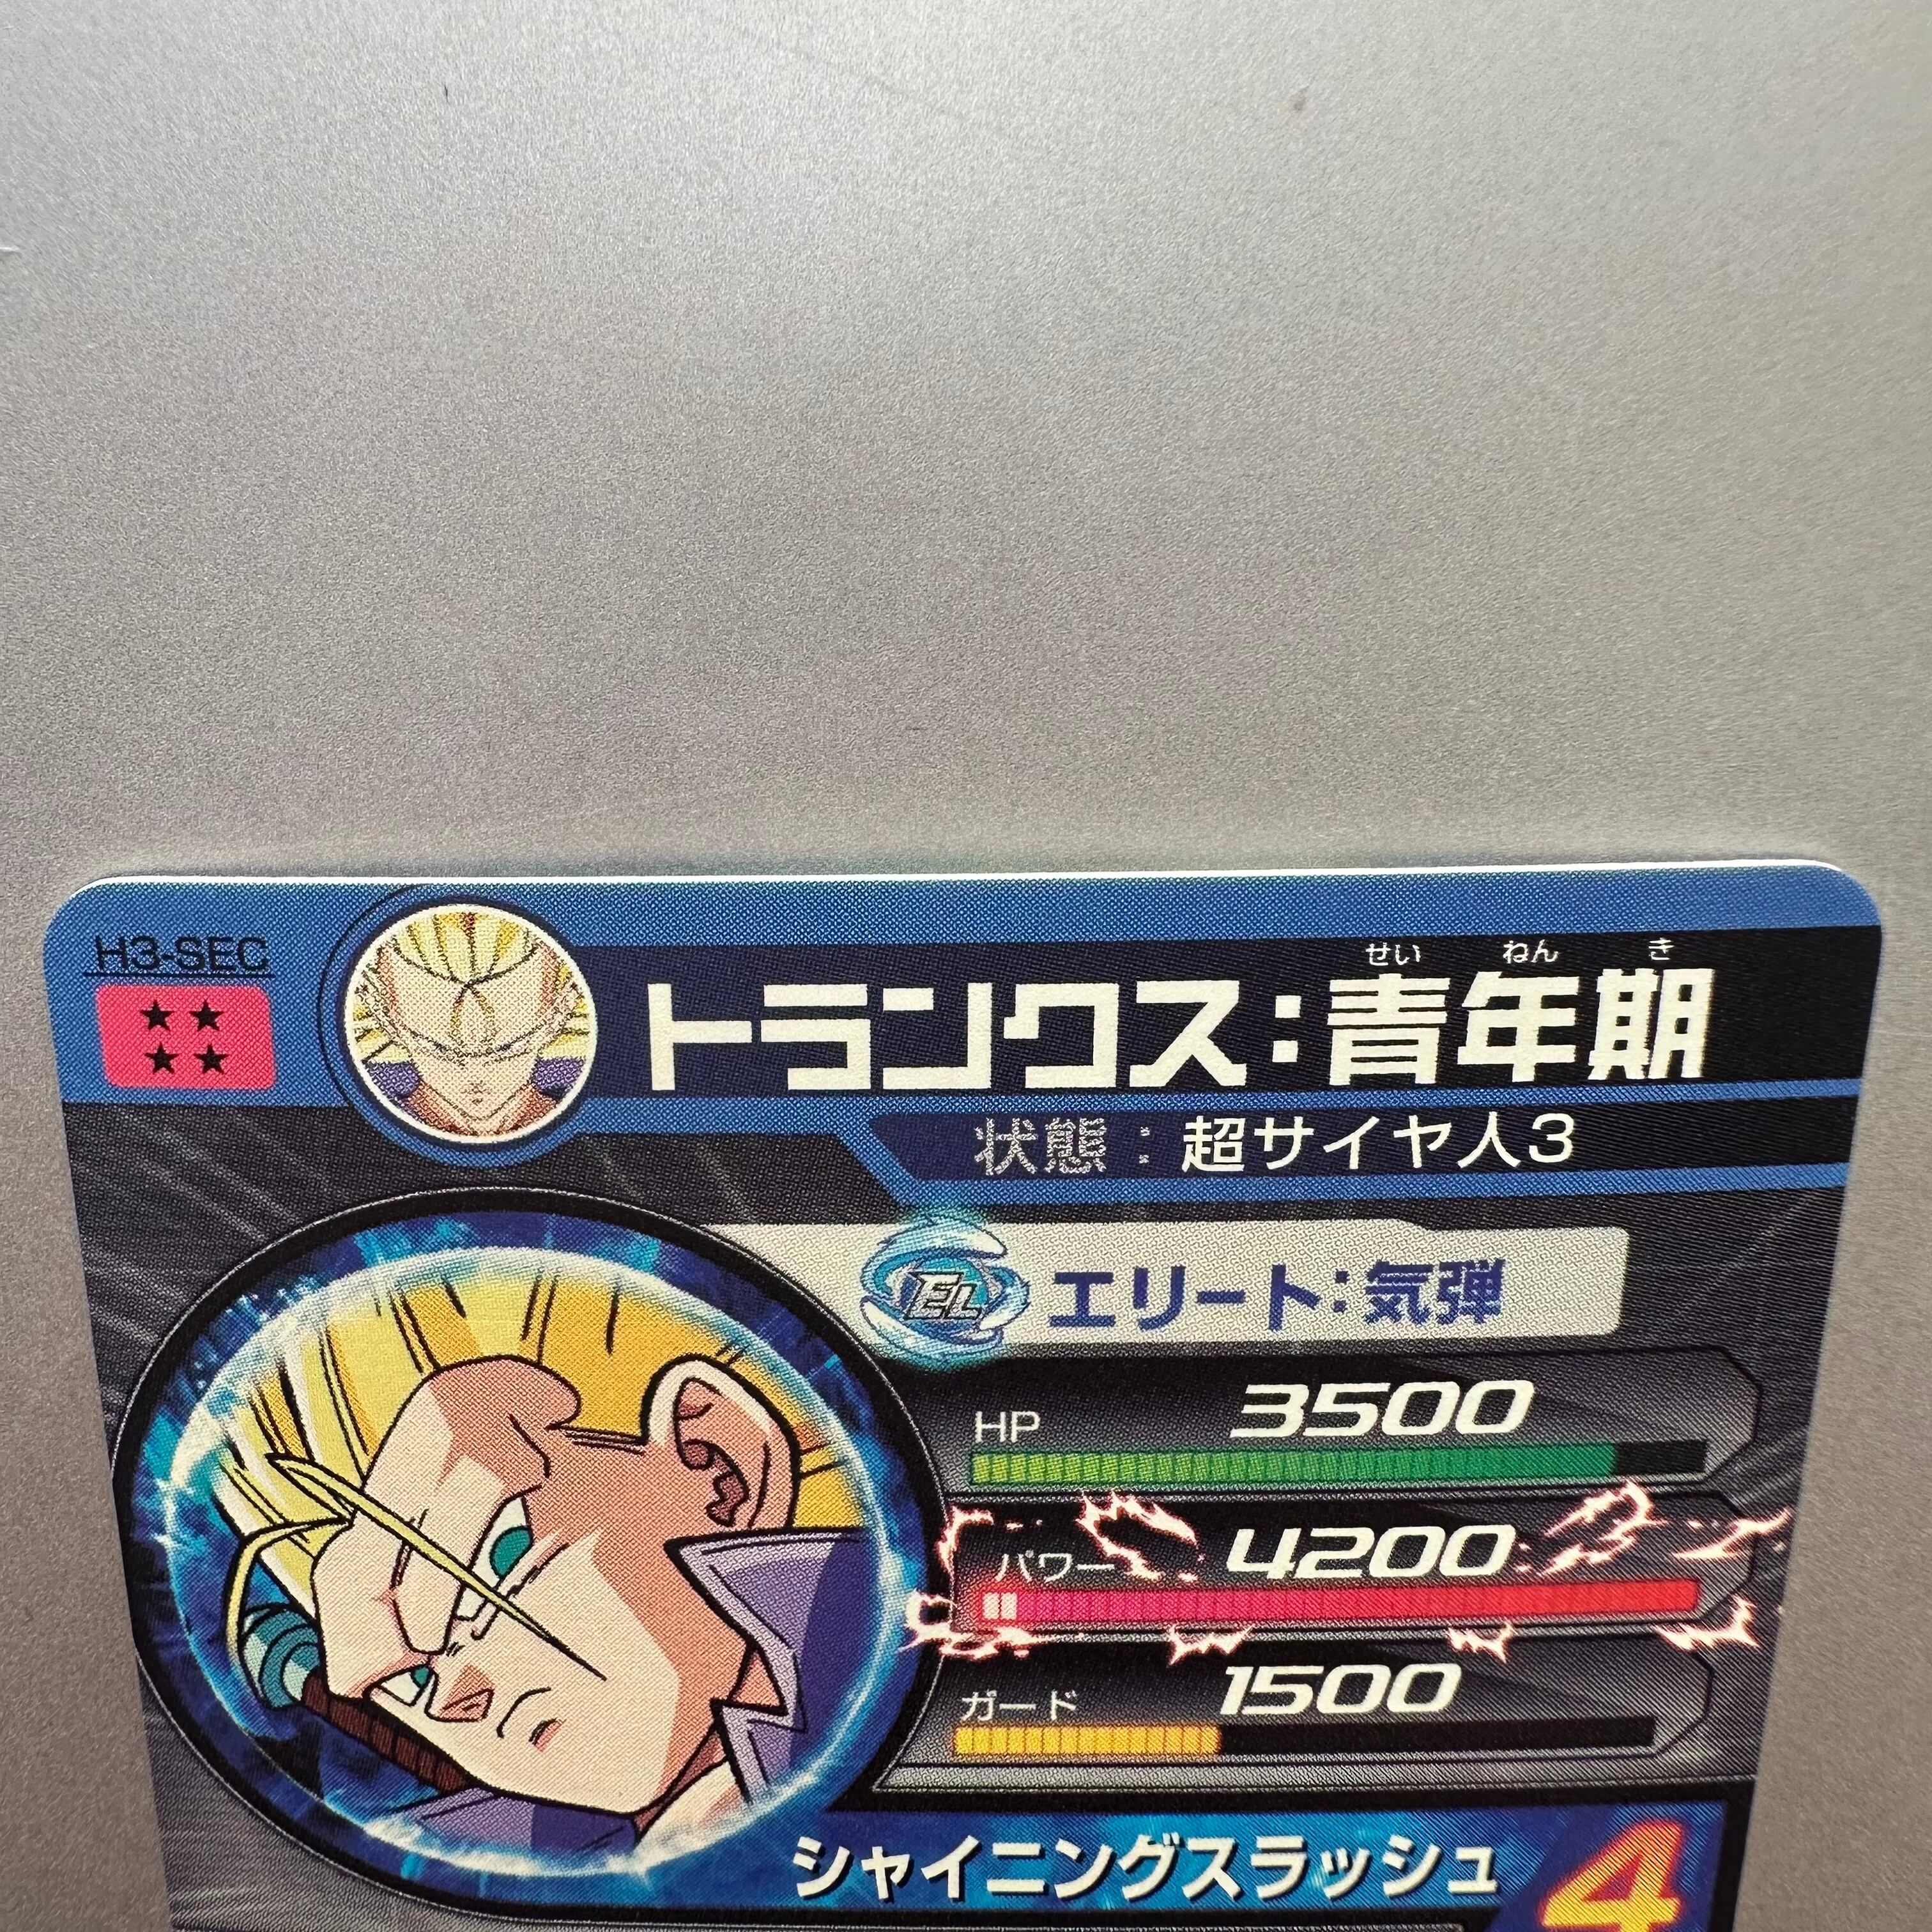 H3-SEC
★★
★★
せい ねん き
トランクス:青年期
状態:超サイヤ人3
EL エリート:気弾
HP 3500
パワー 4200
ガード 1500
シャイニングスラッシュ 4